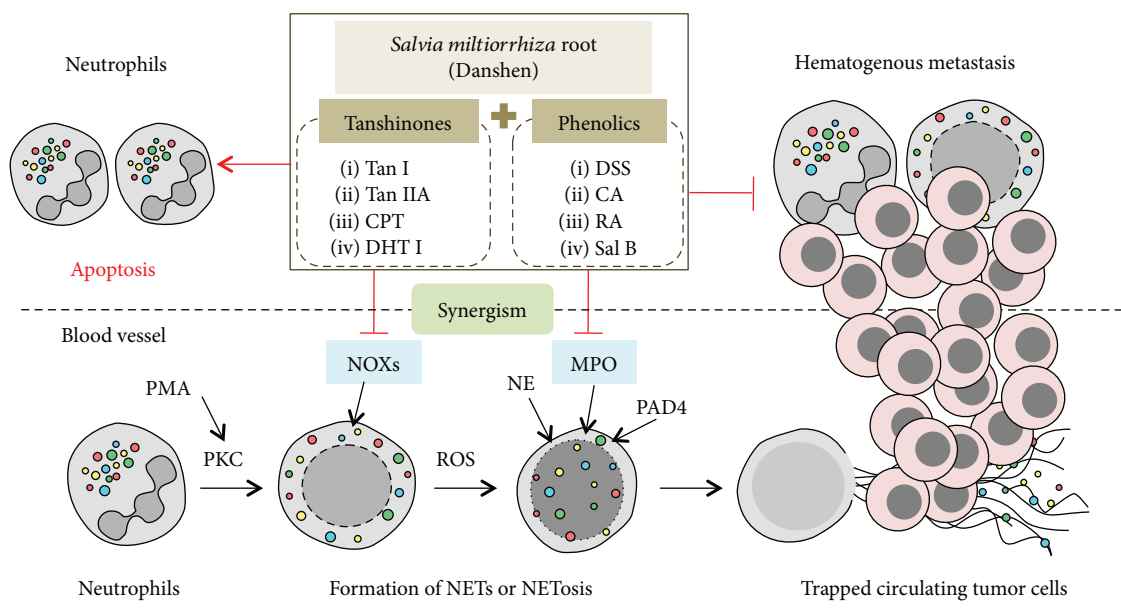 Salvia miltiorrhiza root
(Danshen)
Neutrophils
Hematogenous metastasis
Tanshinones
Phenolics
(i) Tan I
(ii) Tan IIA
(iii) CPT
(iv) DHT I
(i) DSS
(ii) CA
(iii) RA
(iv) Sal B
Apoptosis
Synergism
Blood vessel
NOXs
MPO
PMA
NE
PAD4
PKC
ROS
Neutrophils
Formation of NETs or NETosis
Trapped circulating tumor cells